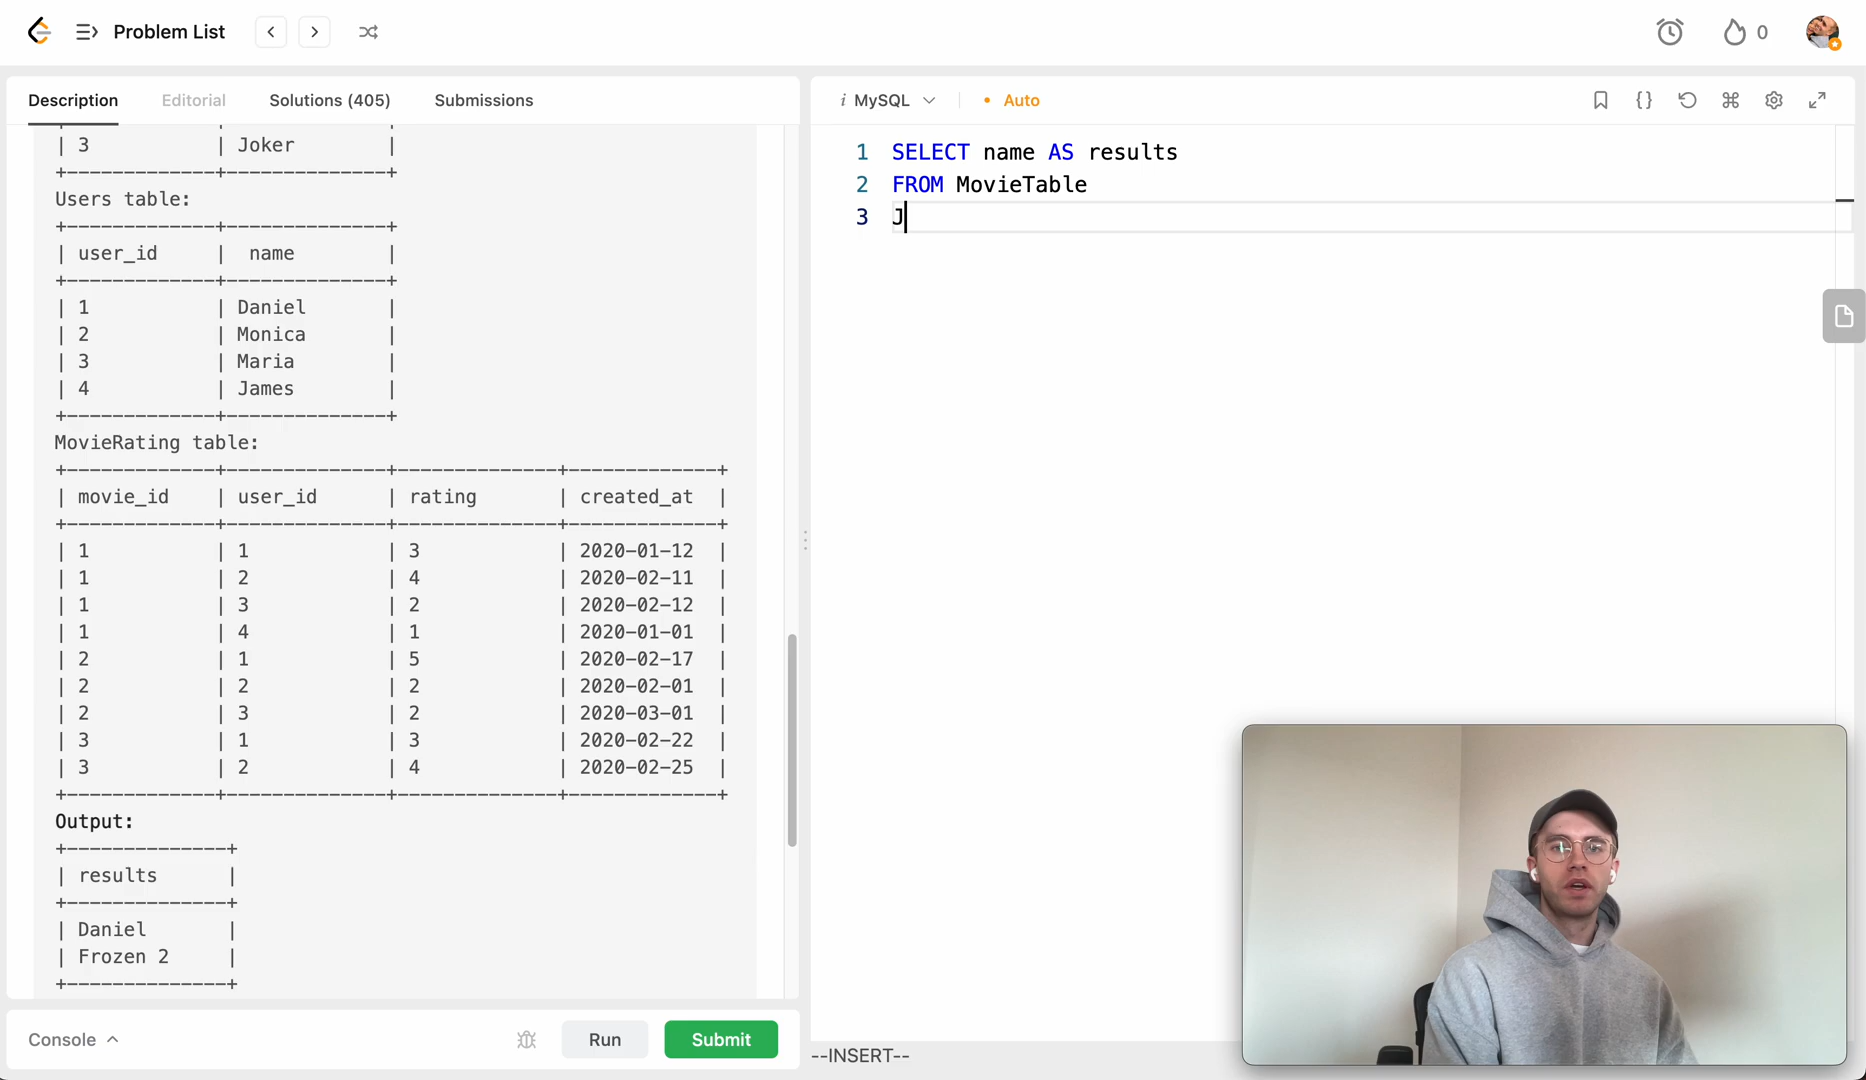 Problem List
0
Description Editorial Solutions (405) Submissions
i MySQL • Auto
| 3 | Joker |
+-------------+--------------+
Users table:
+-------------+--------------+
| user_id | name |
+-------------+--------------+
| 1 | Daniel |
| 2 | Monica |
| 3 | Maria |
| 4 | James |
+-------------+--------------+
MovieRating table:
+-------------+--------------+--------------+-------------+
| movie_id | user_id | rating | created_at |
+-------------+--------------+--------------+-------------+
| 1 | 1 | 3 | 2020-01-12 |
| 1 | 2 | 4 | 2020-02-11 |
| 1 | 3 | 2 | 2020-02-12 |
| 1 | 4 | 1 | 2020-01-01 |
| 2 | 1 | 5 | 2020-02-17 |
| 2 | 2 | 2 | 2020-02-01 |
| 2 | 3 | 2 | 2020-03-01 |
| 3 | 1 | 3 | 2020-02-22 |
| 3 | 2 | 4 | 2020-02-25 |
+-------------+--------------+--------------+-------------+
Output:
+--------------+
| results |
+--------------+
| Daniel |
| Frozen 2 |
+--------------+
Console Run Submit
1 SELECT name AS results
2 FROM MovieTable
3 J
--INSERT--